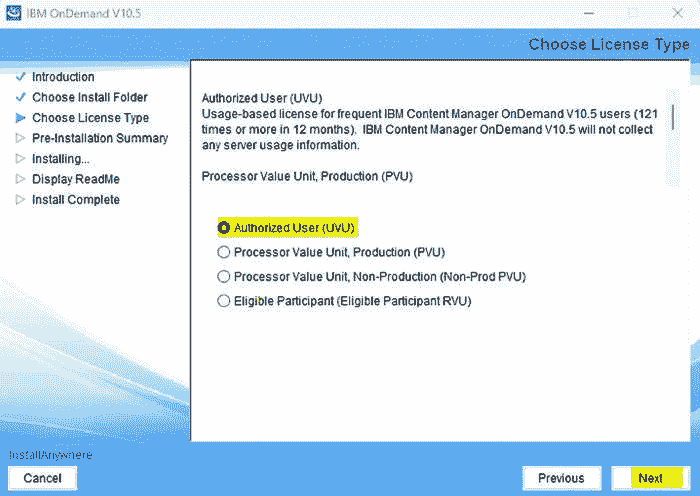 IBM OnDemand V10.5
Choose License Type
Introduction
Choose Install Folder
Choose License Type
Pre-Installation Summary
Installing...
Display ReadMe
Install Complete
Authorized User (UVU)
Usage-based license for frequent IBM Content Manager OnDemand V10.5 users (121
times or more in 12 months). IBM Content Manager OnDemand V10.5 will not collect
any server usage information.
Processor Value Unit, Production (PVU)
Authorized User (UVU)
Processor Value Unit, Production (PVU)
Processor Value Unit, Non-Production (Non-Prod PVU)
Eligible Participant (Eligible Participant RVU)
InstallAnywhere
Cancel
Previous
Next